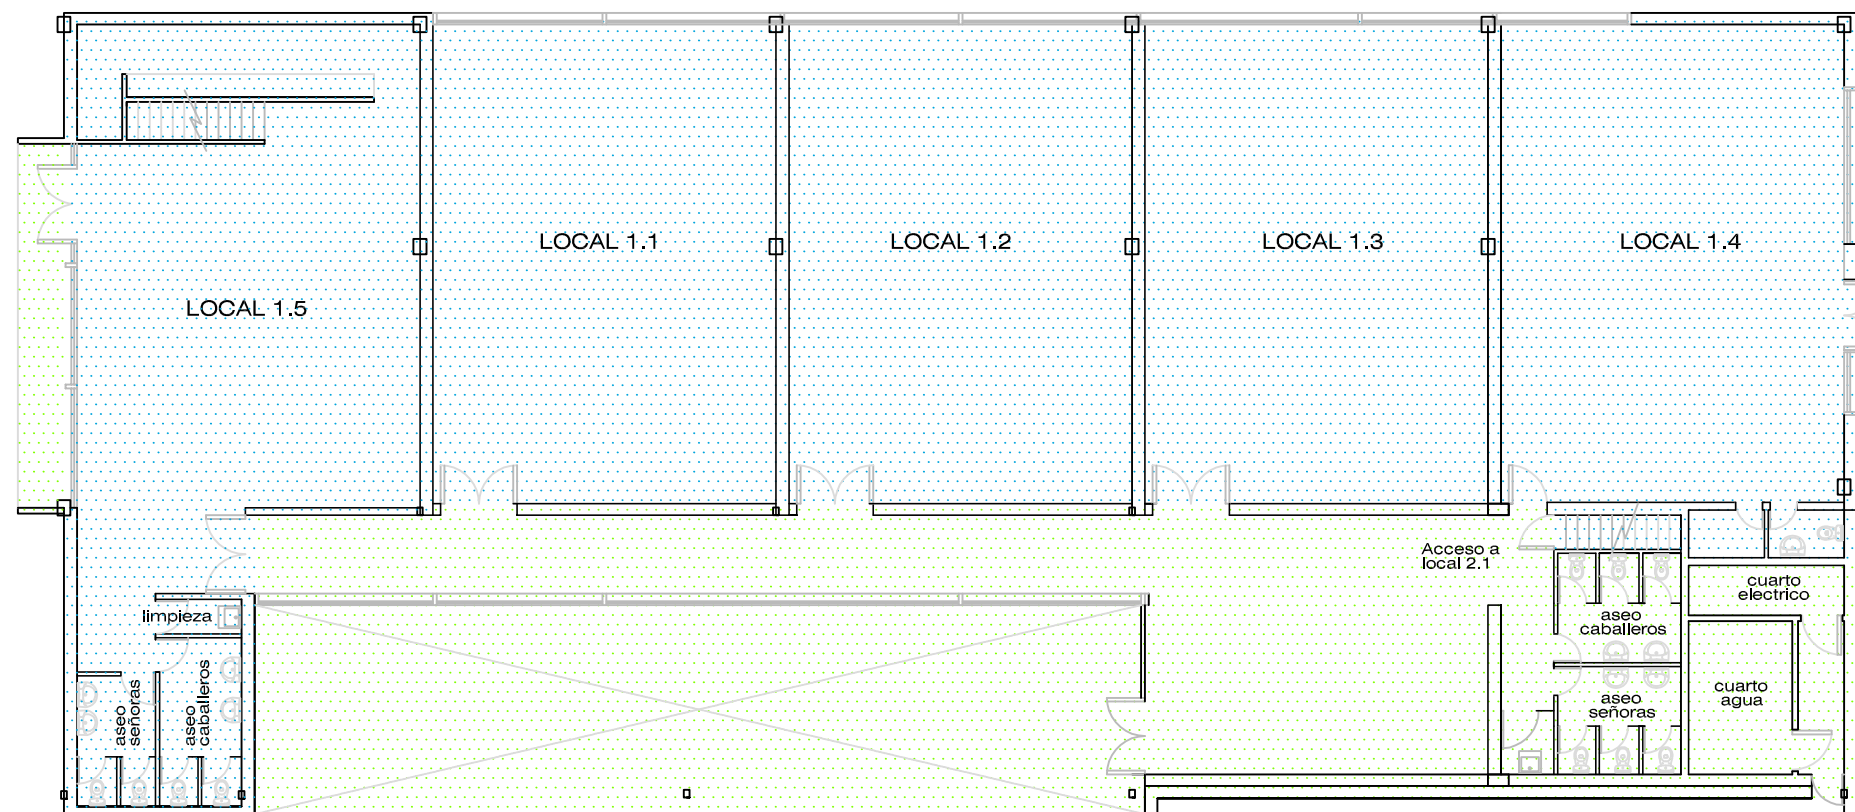 LOCAL 1.1
LOCAL 1.2
LOCAL 1.3
LOCAL 1.4
LOCAL 1.5
Acceso a
local 2.1
cuarto
electrico
limpieza
aseo
caballeros
aseo
señoras
aseo
caballeros
aseo
señoras
cuarto
agua